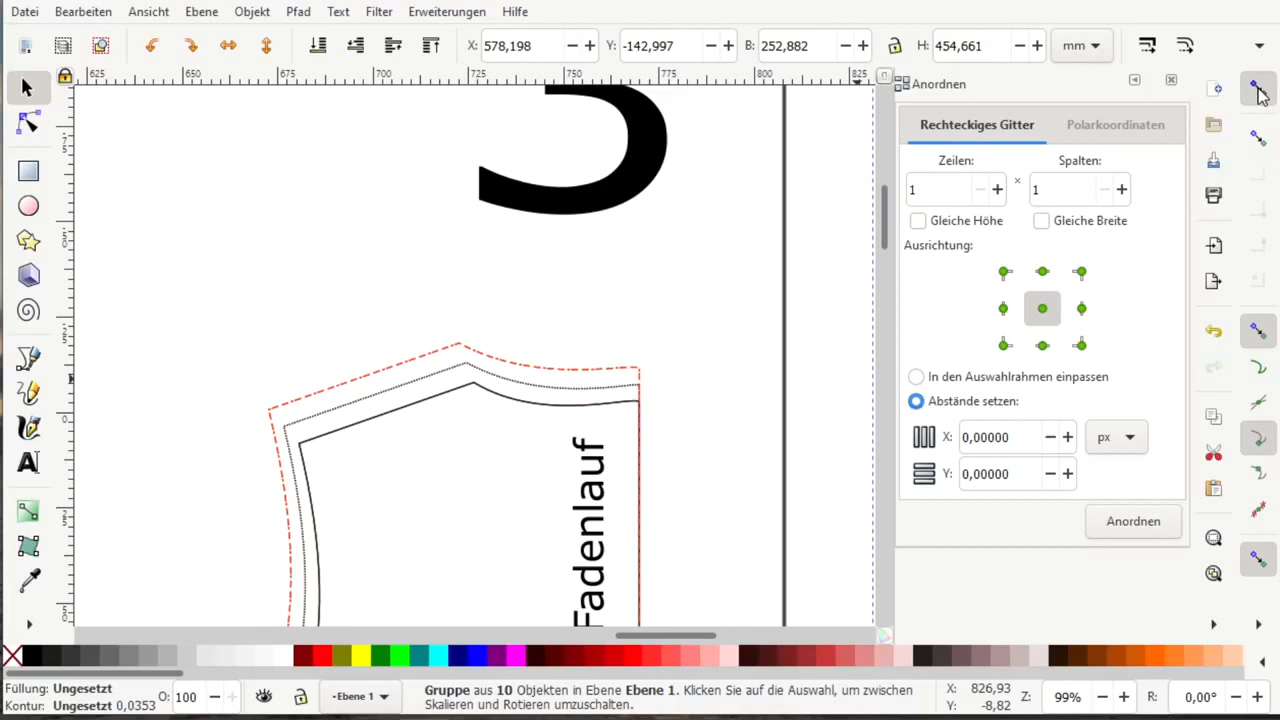 Datei Bearbeiten Ansicht Ebene Objekt Pfad Text Filter Erweiterungen Hilfe
X: 578,198 Y: -142,997 B: 252,882 H: 454,661 mm
625 650 675 700 725 750 775 800 825
Anordnen
Rechteckiges Gitter Polarkoordinaten
Zeilen: Spalten:
1 × 1
Gleiche Höhe Gleiche Breite
Ausrichtung:
In den Auswahlrahmen einpassen
Abstände setzen:
X: 0,00000 px
Y: 0,00000
Anordnen
3
Fadenlauf
Füllung: Ungesetzt
Kontur: Ungesetzt 0,0353
O: 100
Ebene 1
Gruppe aus 10 Objekten in Ebene Ebene 1. Klicken Sie auf die Auswahl, um zwischen
Skalieren und Rotieren umzuschalten.
X: 826,93
Y: -8,82
Z: 99%
R: 0,00°